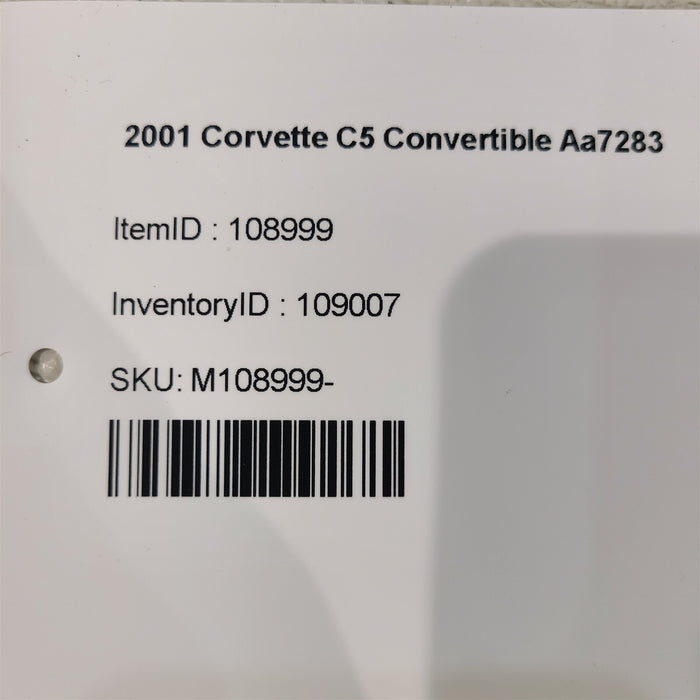 2001 Corvette C5 Convertible Aa7283
ItemID : 108999
InventoryID : 109007
SKU: M108999-